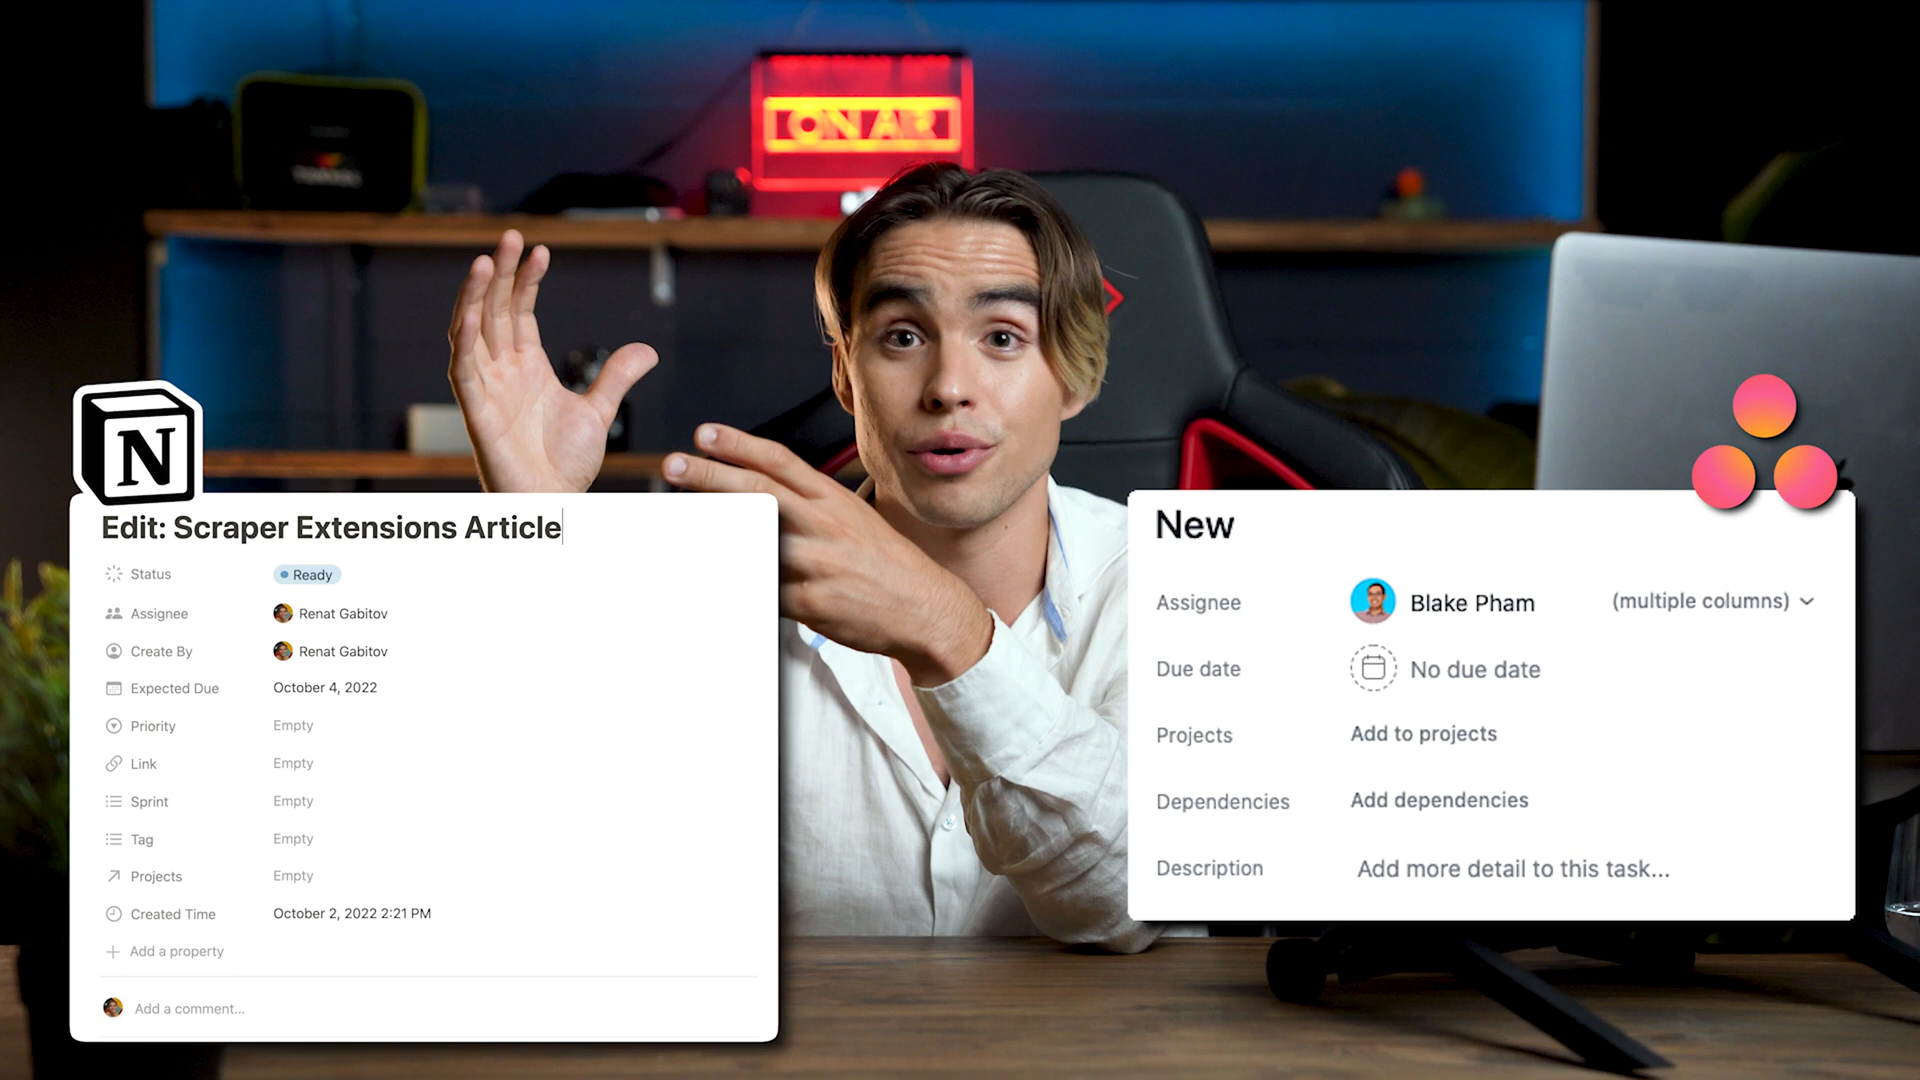 ON AIR
N
Edit: Scraper Extensions Article
Status Ready
Assignee Renat Gabitov
Create By Renat Gabitov
Expected Due October 4, 2022
Priority Empty
Link Empty
Sprint Empty
Tag Empty
Projects Empty
Created Time October 2, 2022 2:21 PM
Add a property
Add a comment...
New
Assignee Blake Pham (multiple columns)
Due date No due date
Projects Add to projects
Dependencies Add dependencies
Description Add more detail to this task...